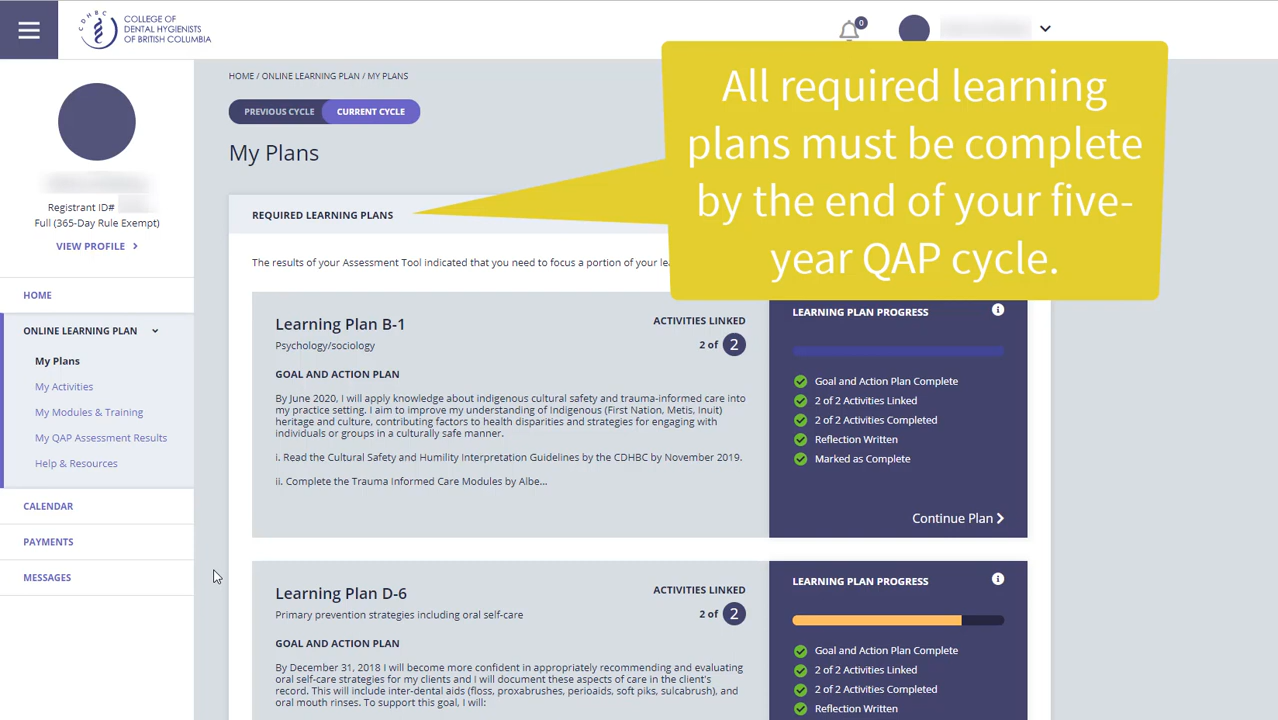 CDHBC
COLLEGE OF
DENTAL HYGIENISTS
OF BRITISH COLUMBIA
0
HOME / ONLINE LEARNING PLAN / MY PLANS
PREVIOUS CYCLE
CURRENT CYCLE
My Plans
All required learning
plans must be complete
by the end of your five-
year QAP cycle.
Registrant ID#
Full (365-Day Rule Exempt)
VIEW PROFILE
HOME
ONLINE LEARNING PLAN
My Plans
My Activities
My Modules & Training
My QAP Assessment Results
Help & Resources
CALENDAR
PAYMENTS
MESSAGES
REQUIRED LEARNING PLANS
The results of your Assessment Tool indicated that you need to focus a portion of your
Learning Plan B-1
Psychology/sociology
ACTIVITIES LINKED
2 of 2
GOAL AND ACTION PLAN
By June 2020, I will apply knowledge about indigenous cultural safety and trauma-informed care into
my practice setting. I aim to improve my understanding of Indigenous (First Nation, Metis, Inuit)
heritage and culture, contributing factors to health disparities and strategies for engaging with
individuals or groups in a culturally safe manner.
i. Read the Cultural Safety and Humility Interpretation Guidelines by the CDHBC by November 2019.
ii. Complete the Trauma Informed Care Modules by Albe...
LEARNING PLAN PROGRESS
Goal and Action Plan Complete
2 of 2 Activities Linked
2 of 2 Activities Completed
Reflection Written
Marked as Complete
Continue Plan
Learning Plan D-6
Primary prevention strategies including oral self-care
ACTIVITIES LINKED
2 of 2
GOAL AND ACTION PLAN
By December 31, 2018 I will become more confident in appropriately recommending and evaluating
oral self-care strategies for my clients and I will document these aspects of care in the client's
record. This will include inter-dental aids (floss, proxabrushes, perioaids, soft piks, sulcabrush), and
oral mouth rinses. To support this goal, I will:
LEARNING PLAN PROGRESS
Goal and Action Plan Complete
2 of 2 Activities Linked
2 of 2 Activities Completed
Reflection Written